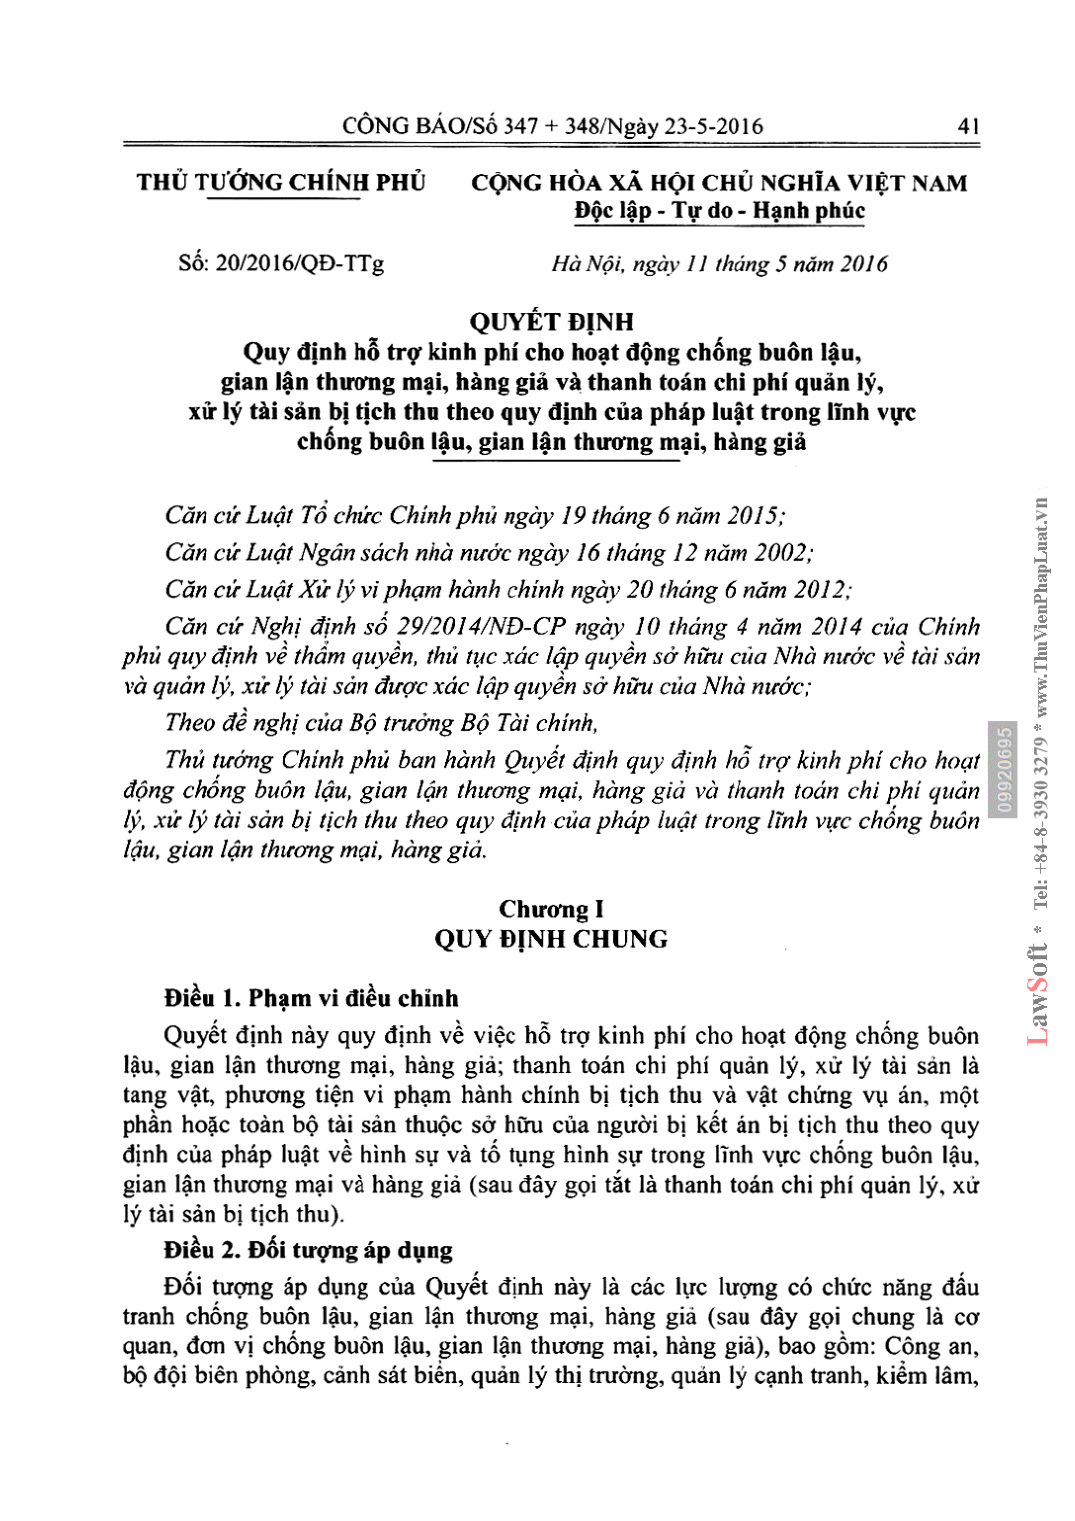 CÔNG BÁO/Số 347 + 348/Ngày 23-5-2016 41
THỦ TƯỚNG CHÍNH PHỦ
CỘNG HÒA XÃ HỘI CHỦ NGHĨA VIỆT NAM
Độc lập - Tự do - Hạnh phúc
Số: 20/2016/QĐ-TTg
Hà Nội, ngày 11 tháng 5 năm 2016
QUYẾT ĐỊNH
Quy định hỗ trợ kinh phí cho hoạt động chống buôn lậu,
gian lận thương mại, hàng giả và thanh toán chi phí quản lý,
xử lý tài sản bị tịch thu theo quy định của pháp luật trong lĩnh vực
chống buôn lậu, gian lận thương mại, hàng giả
Căn cứ Luật Tổ chức Chính phủ ngày 19 tháng 6 năm 2015;
Căn cứ Luật Ngân sách nhà nước ngày 16 tháng 12 năm 2002;
Căn cứ Luật Xử lý vi phạm hành chính ngày 20 tháng 6 năm 2012;
Căn cứ Nghị định số 29/2014/NĐ-CP ngày 10 tháng 4 năm 2014 của Chính
phủ quy định về thẩm quyền, thủ tục xác lập quyền sở hữu của Nhà nước về tài sản
và quản lý, xử lý tài sản được xác lập quyền sở hữu của Nhà nước;
Theo đề nghị của Bộ trưởng Bộ Tài chính,
Thủ tướng Chính phủ ban hành Quyết định quy định hỗ trợ kinh phí cho hoạt
động chống buôn lậu, gian lận thương mại, hàng giả và thanh toán chi phí quản
lý, xử lý tài sản bị tịch thu theo quy định của pháp luật trong lĩnh vực chống buôn
lậu, gian lận thương mại, hàng giả.
Chương I
QUY ĐỊNH CHUNG
Điều 1. Phạm vi điều chỉnh
Quyết định này quy định về việc hỗ trợ kinh phí cho hoạt động chống buôn
lậu, gian lận thương mại, hàng giả; thanh toán chi phí quản lý, xử lý tài sản là
tang vật, phương tiện vi phạm hành chính bị tịch thu và vật chứng vụ án, một
phần hoặc toàn bộ tài sản thuộc sở hữu của người bị kết án bị tịch thu theo quy
định của pháp luật về hình sự và tố tụng hình sự trong lĩnh vực chống buôn lậu,
gian lận thương mại và hàng giả (sau đây gọi tắt là thanh toán chi phí quản lý, xử
lý tài sản bị tịch thu).
Điều 2. Đối tượng áp dụng
Đối tượng áp dụng của Quyết định này là các lực lượng có chức năng đấu
tranh chống buôn lậu, gian lận thương mại, hàng giả (sau đây gọi chung là cơ
quan, đơn vị chống buôn lậu, gian lận thương mại, hàng giả), bao gồm: Công an,
bộ đội biên phòng, cảnh sát biển, quản lý thị trường, quản lý cạnh tranh, kiểm lâm,
09920695
LawSoft * Tel: +84-8-3930 3279 * www.ThuVienPhapLuat.vn